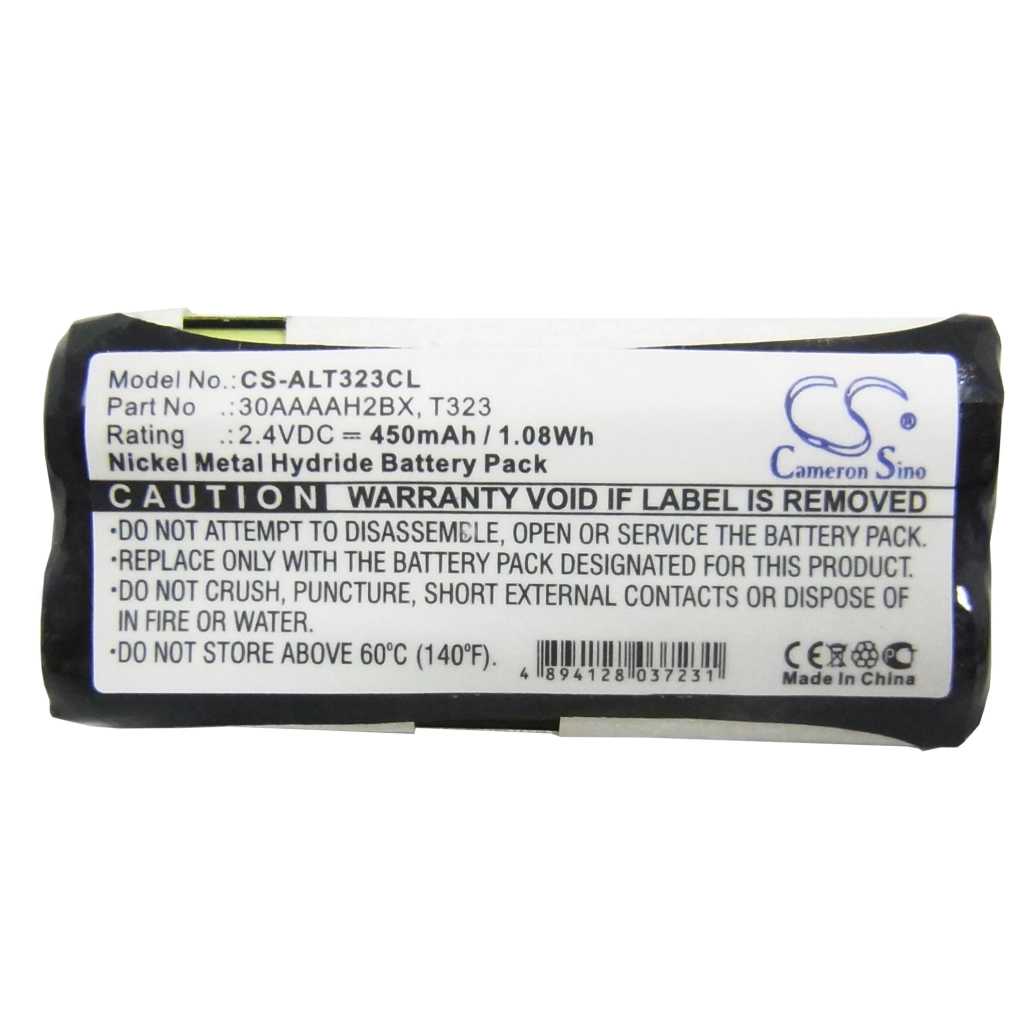 Model No.: CS-ALT323CL
Part No .: 30AAAAH2BX, T323
Rating .: 2.4VDC ⎓ 450mAh / 1.08Wh
Nickel Metal Hydride Battery Pack
CS ®
Cameron Sino
CAUTION WARRANTY VOID IF LABEL IS REMOVED
•DO NOT ATTEMPT TO DISASSEMBLE, OPEN OR SERVICE THE BATTERY PACK.
•REPLACE ONLY WITH THE BATTERY PACK DESIGNATED FOR THIS PRODUCT.
•DO NOT CRUSH, PUNCTURE, SHORT EXTERNAL CONTACTS OR DISPOSE OF
IN FIRE OR WATER.
•DO NOT STORE ABOVE 60°C (140°F).
4 894128 037231
CE
Made In China